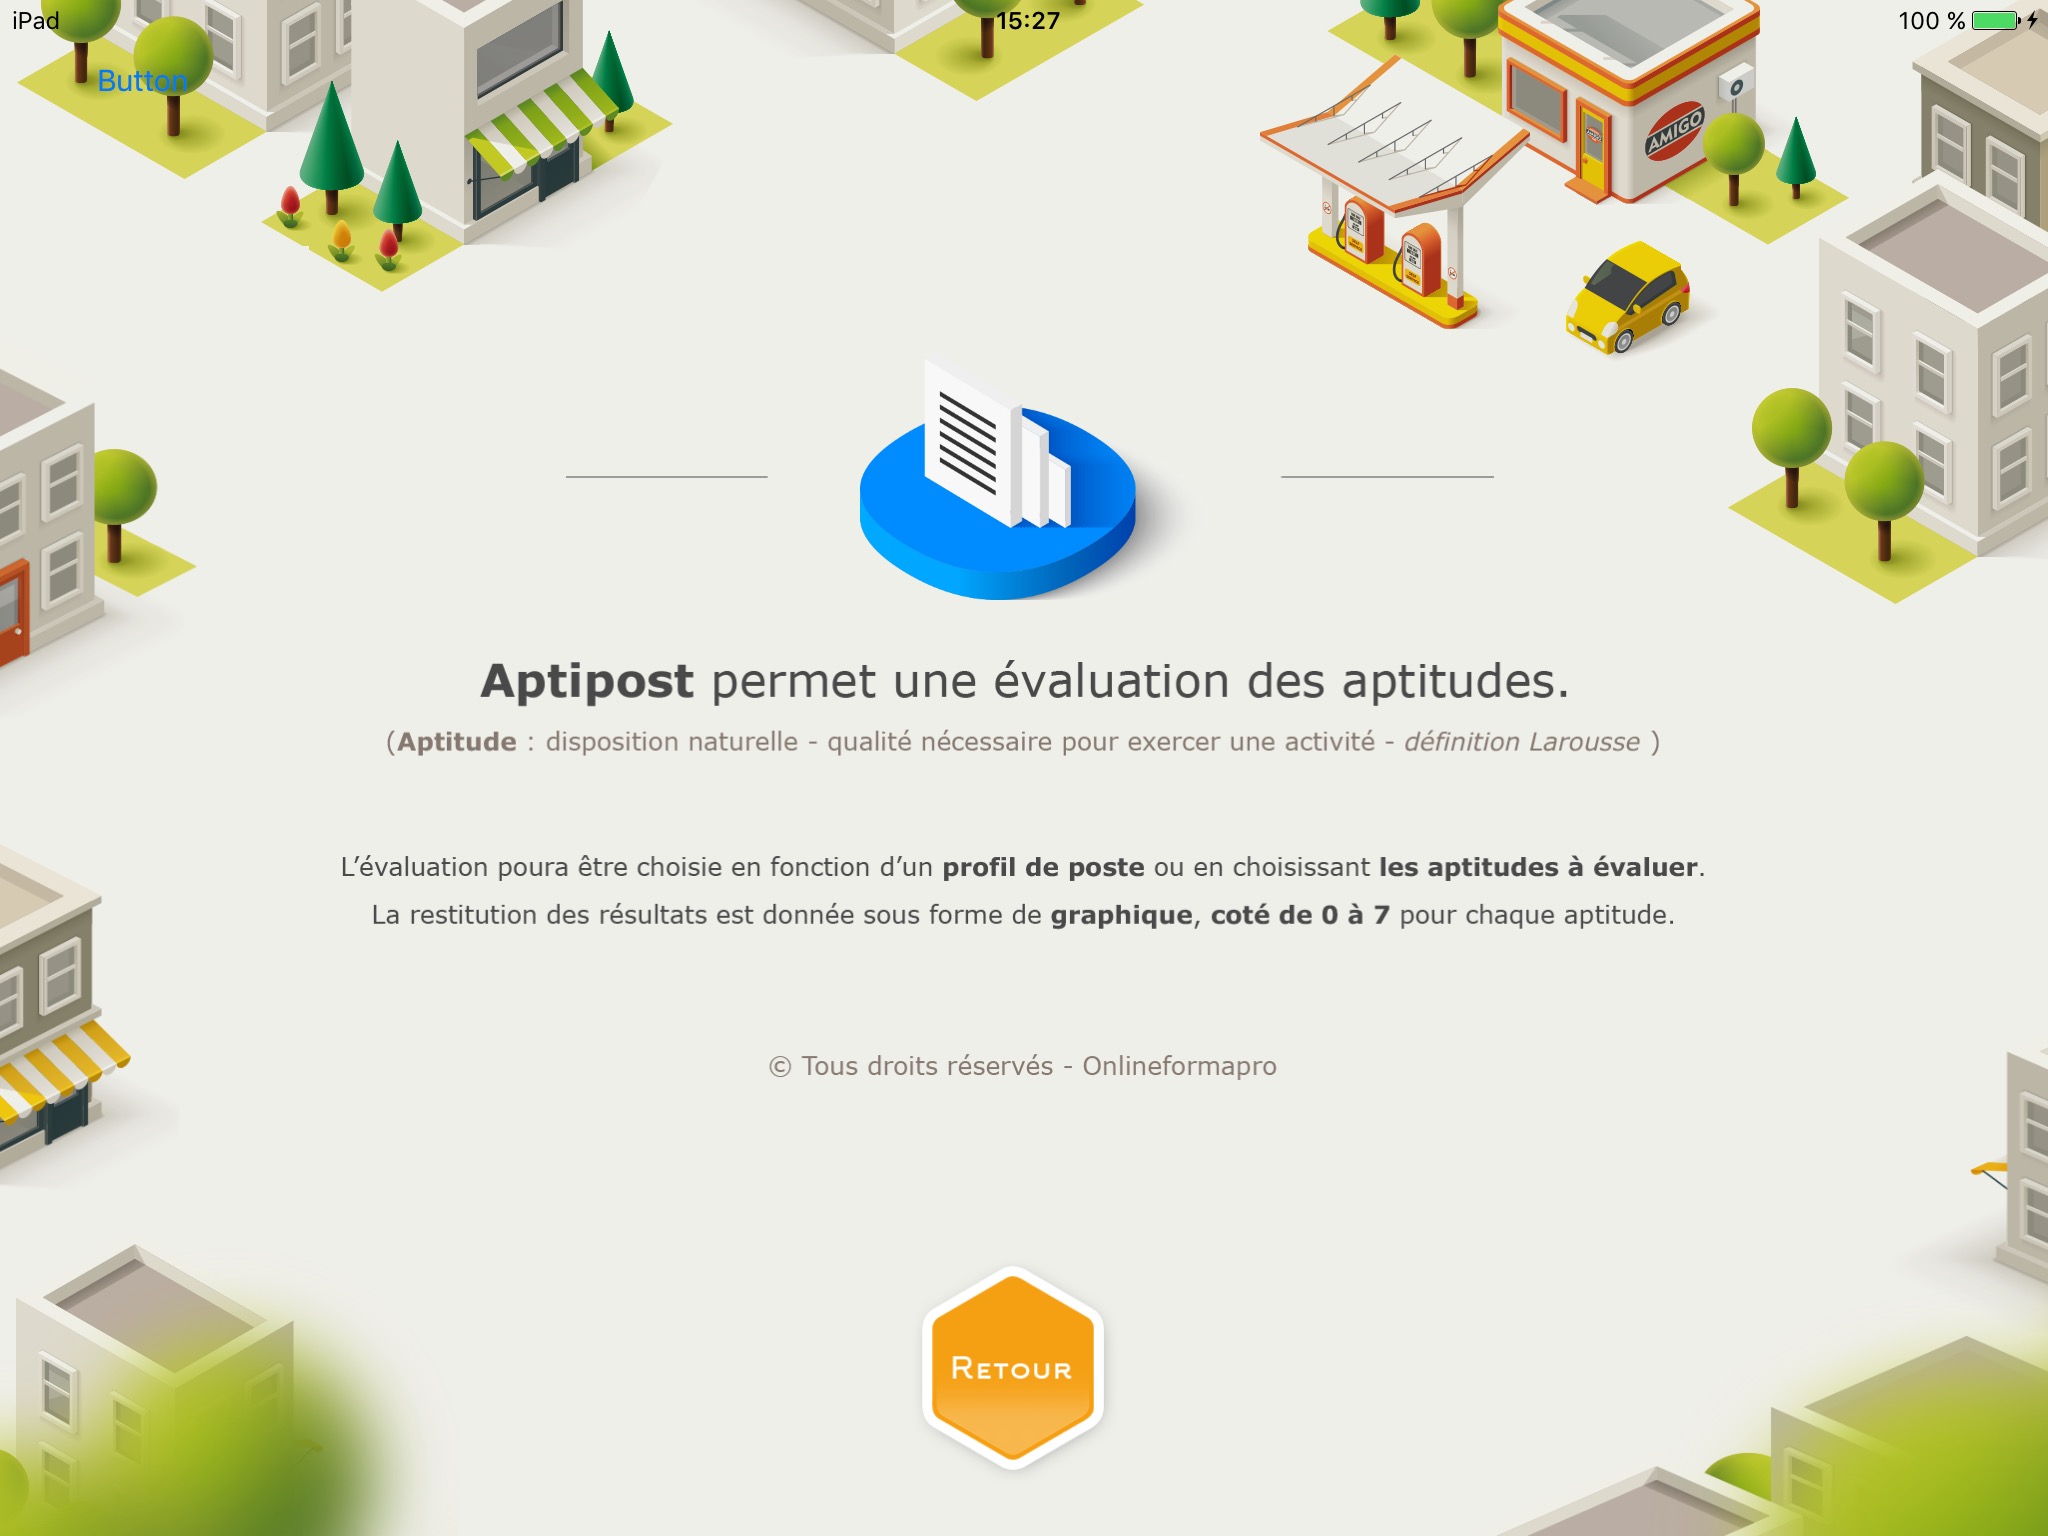 iPad 15:27 100 %
Button
AMIGO
Aptipost permet une évaluation des aptitudes.
(Aptitude : disposition naturelle - qualité nécessaire pour exercer une activité - définition Larousse )
L’évaluation poura être choisie en fonction d’un profil de poste ou en choisissant les aptitudes à évaluer.
La restitution des résultats est donnée sous forme de graphique, coté de 0 à 7 pour chaque aptitude.
© Tous droits réservés - Onlineformapro
RETOUR